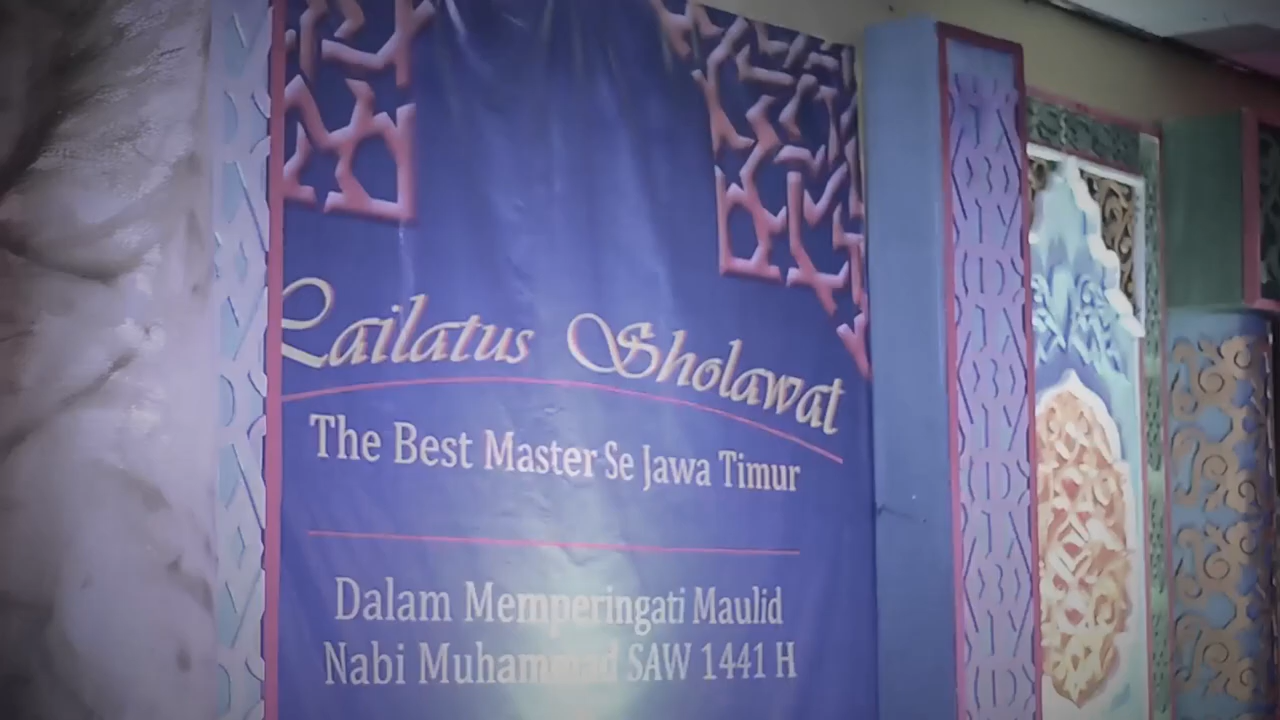 Lailatus Sholawat
The Best Master Se Jawa Timur
Dalam Memperingati Maulid
Nabi Muhammad SAW 1441 H